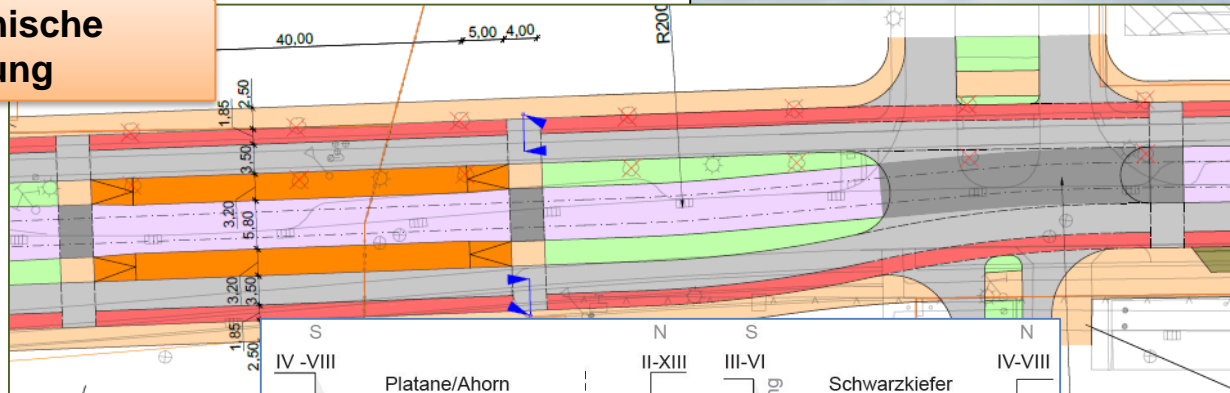 nische
ung
40,00
5,00 4,00
R200
1,85
2,50
3,50
3,20
5,80
3,20
3,50
1,85
2,50
S N S N
IV -VIII II-XIII III-VI IV-VIII
Platane/Ahorn Schwarzkiefer
ng